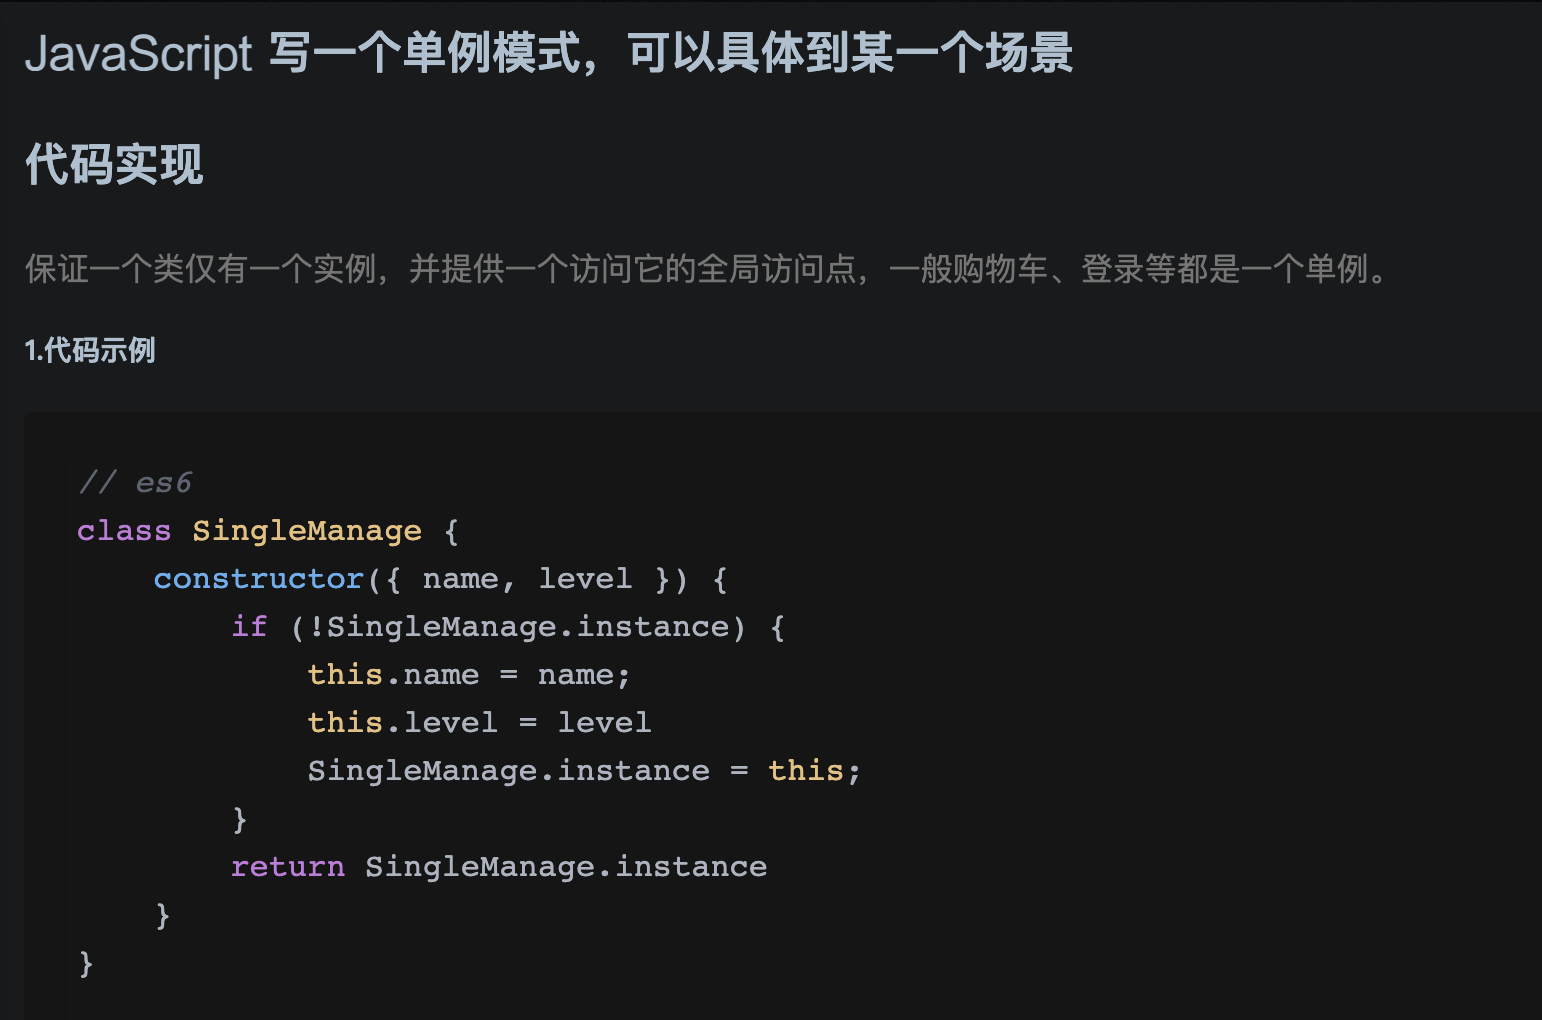 JavaScript 写一个单例模式，可以具体到某一个场景
代码实现
保证一个类仅有一个实例，并提供一个访问它的全局访问点，一般购物车、登录等都是一个单例。
1.代码示例
// es6
class SingleManage {
    constructor({ name, level }) {
        if (!SingleManage.instance) {
            this.name = name;
            this.level = level
            SingleManage.instance = this;
        }
        return SingleManage.instance
    }
}